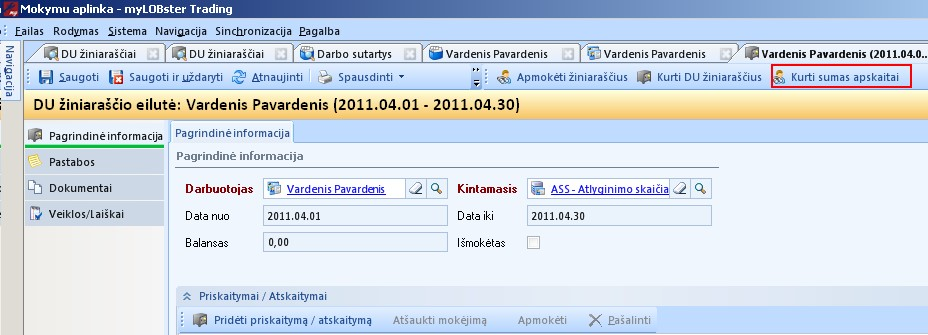 Mokymu aplinka - myLOBster Trading
Failas Rodymas Sistema Navigacija Sinchronizacija Pagalba
Navigacija
DU žiniaraščiai DU žiniaraščiai Darbo sutartys Vardenis Pavardenis Vardenis Pavardenis Vardenis Pavardenis (2011.04.0...
Saugoti Saugoti ir uždaryti Atnaujinti Spausdinti Apmokėti žiniaraščius Kurti DU žiniaraščius Kurti sumas apskaitai
DU žiniaraščio eilutė: Vardenis Pavardenis (2011.04.01 - 2011.04.30)
Pagrindinė informacija
Pastabos
Dokumentai
Veiklos/Laiškai
Pagrindinė informacija
Pagrindinė informacija
Darbuotojas Vardenis Pavardenis Kintamasis ASS - Atlyginimo skaičia
Data nuo 2011.04.01 Data iki 2011.04.30
Balansas 0,00 Išmokėtas
Priskaitymai / Atskaitymai
Pridėti priskaitymą / atskaitymą Atšaukti mokėjimą Apmokėti Pašalinti